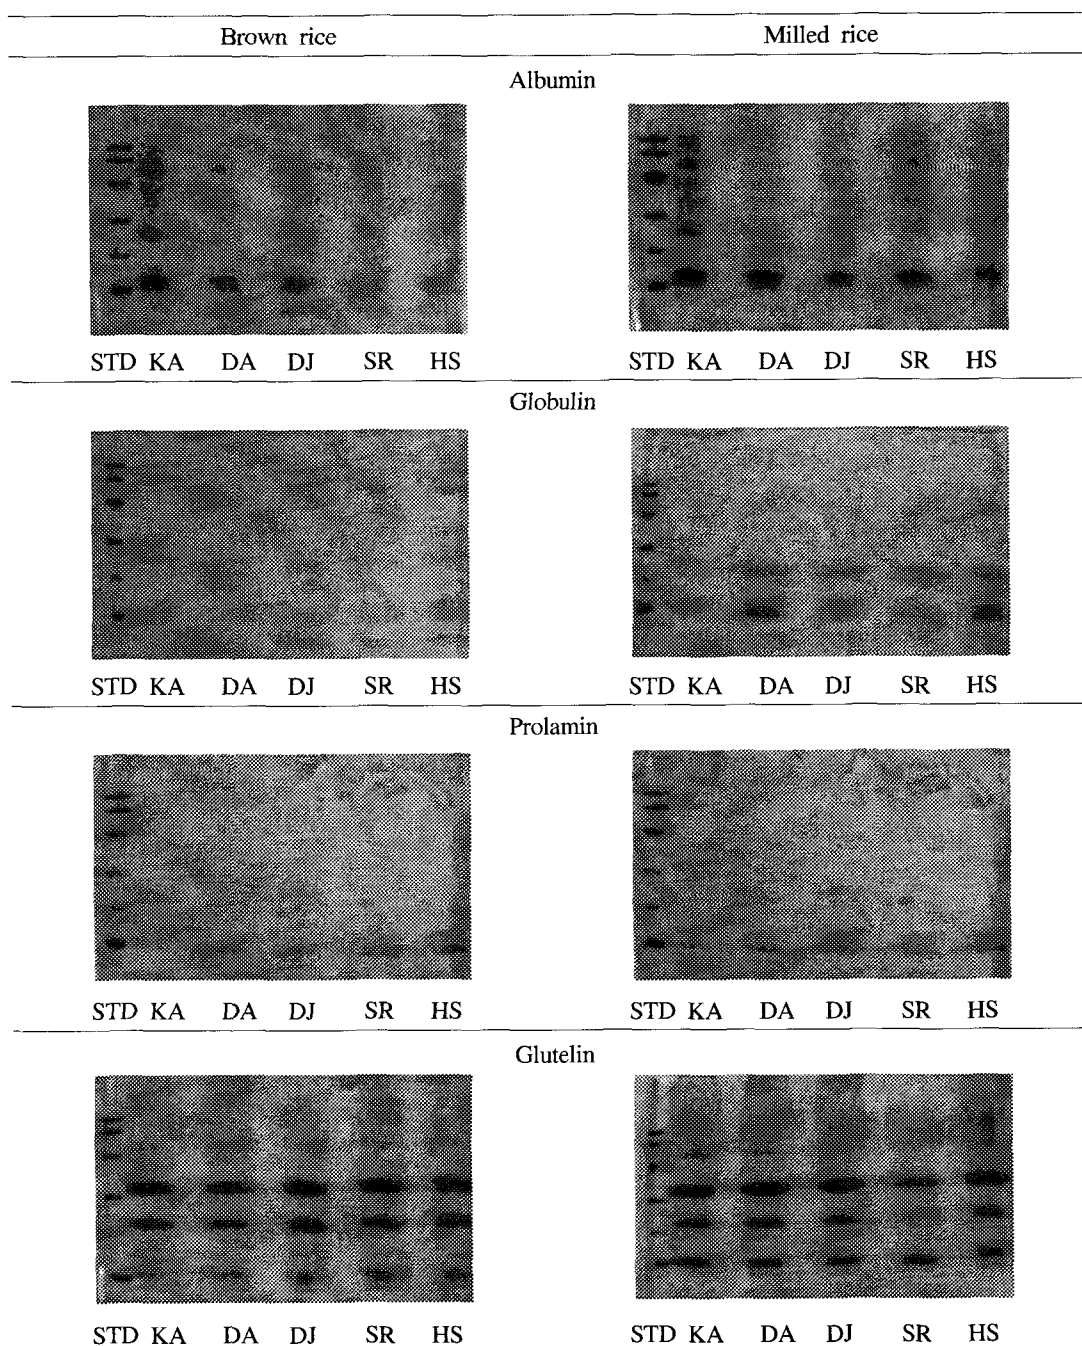 Brown rice Milled rice
Albumin
STD KA DA DJ SR HS STD KA DA DJ SR HS
Globulin
STD KA DA DJ SR HS STD KA DA DJ SR HS
Prolamin
STD KA DA DJ SR HS STD KA DA DJ SR HS
Glutelin
STD KA DA DJ SR HS STD KA DA DJ SR HS